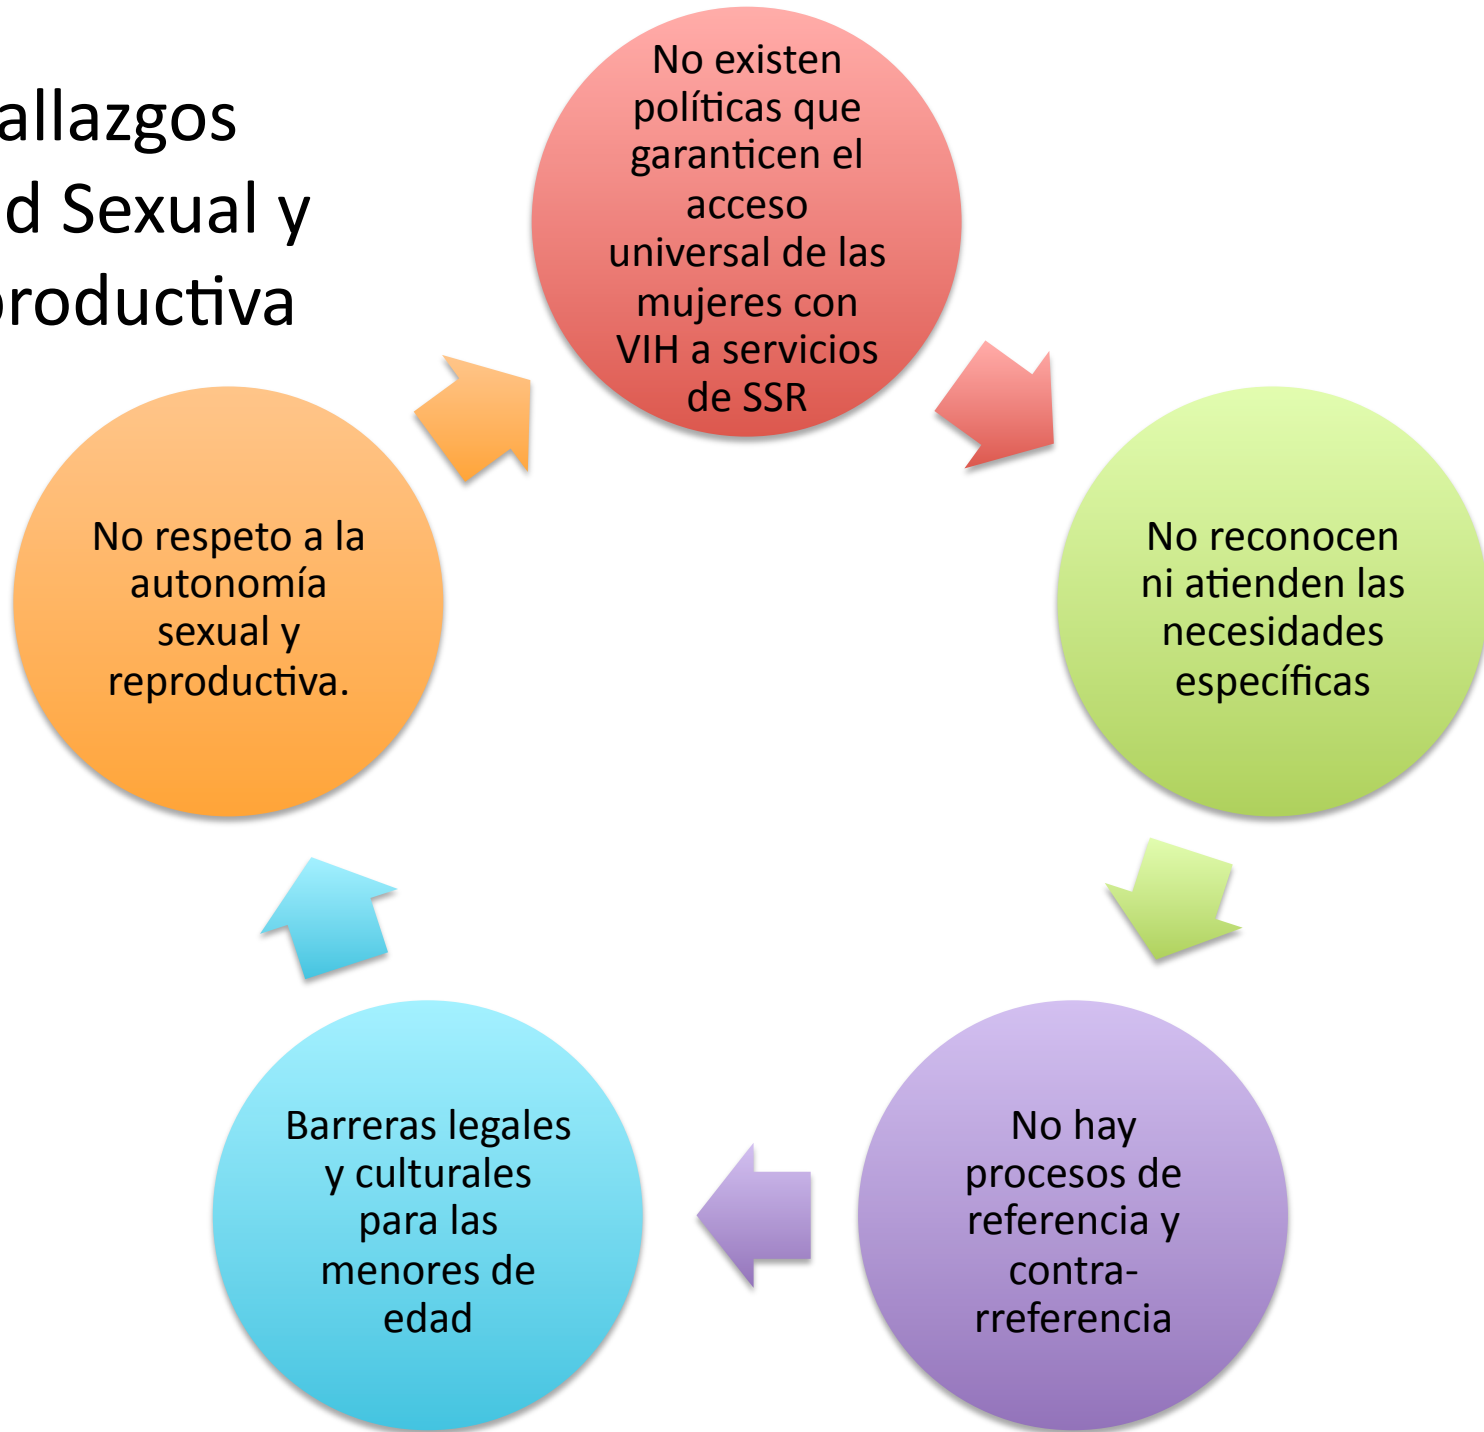 allazgos
d Sexual y
productiva
No existen
políticas que
garanticen el
acceso
universal de las
mujeres con
VIH a servicios
de SSR
No reconocen
ni atienden las
necesidades
específicas
No hay
procesos de
referencia y
contra-
rreferencia
Barreras legales
y culturales
para las
menores de
edad
No respeto a la
autonomía
sexual y
reproductiva.